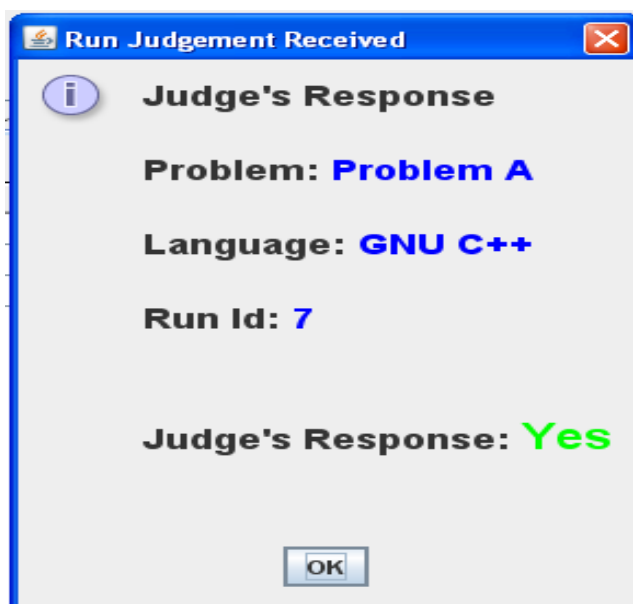 Run Judgement Received
Judge's Response
Problem: Problem A
Language: GNU C++
Run Id: 7
Judge's Response: Yes
OK